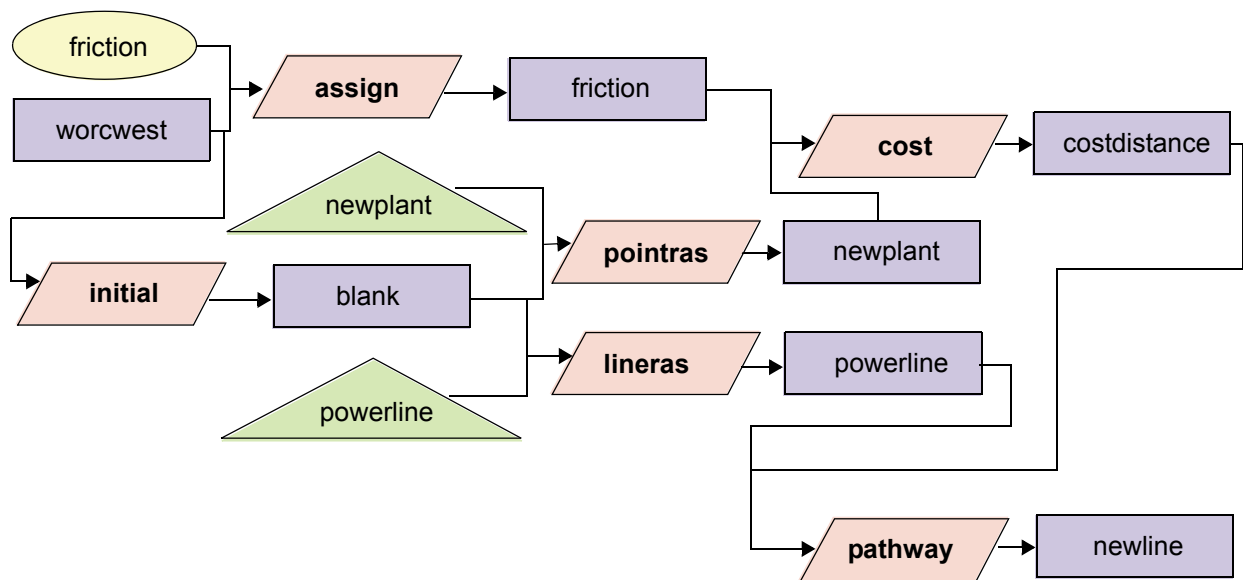 friction
assign
friction
worcwest
cost
costdistance
newplant
pointras
newplant
initial
blank
lineras
powerline
powerline
pathway
newline